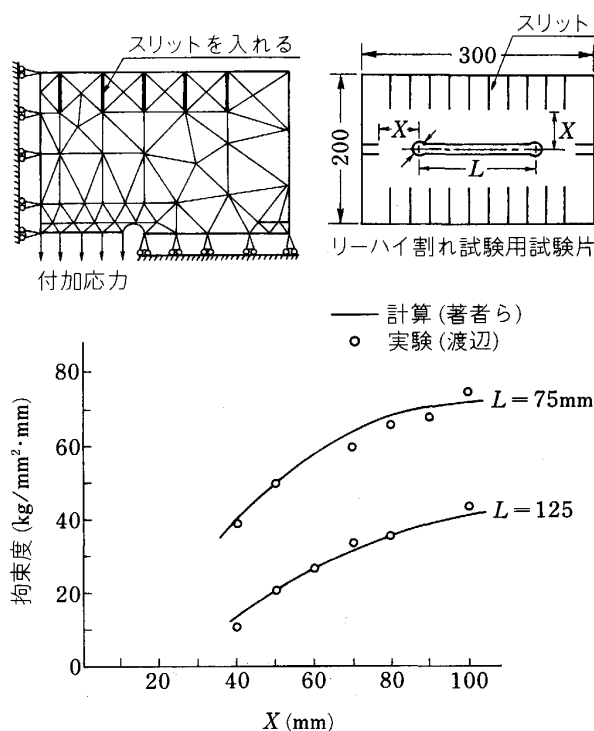 スリットを入れる
付加応力
スリット
300
200
X
X
L
リーハイ割れ試験用試験片
計算(著者ら)
実験(渡辺)
80
60
40
20
0
拘束度(kg/mm²·mm)
L=75mm
L=125
20
40
60
80
100
X(mm)